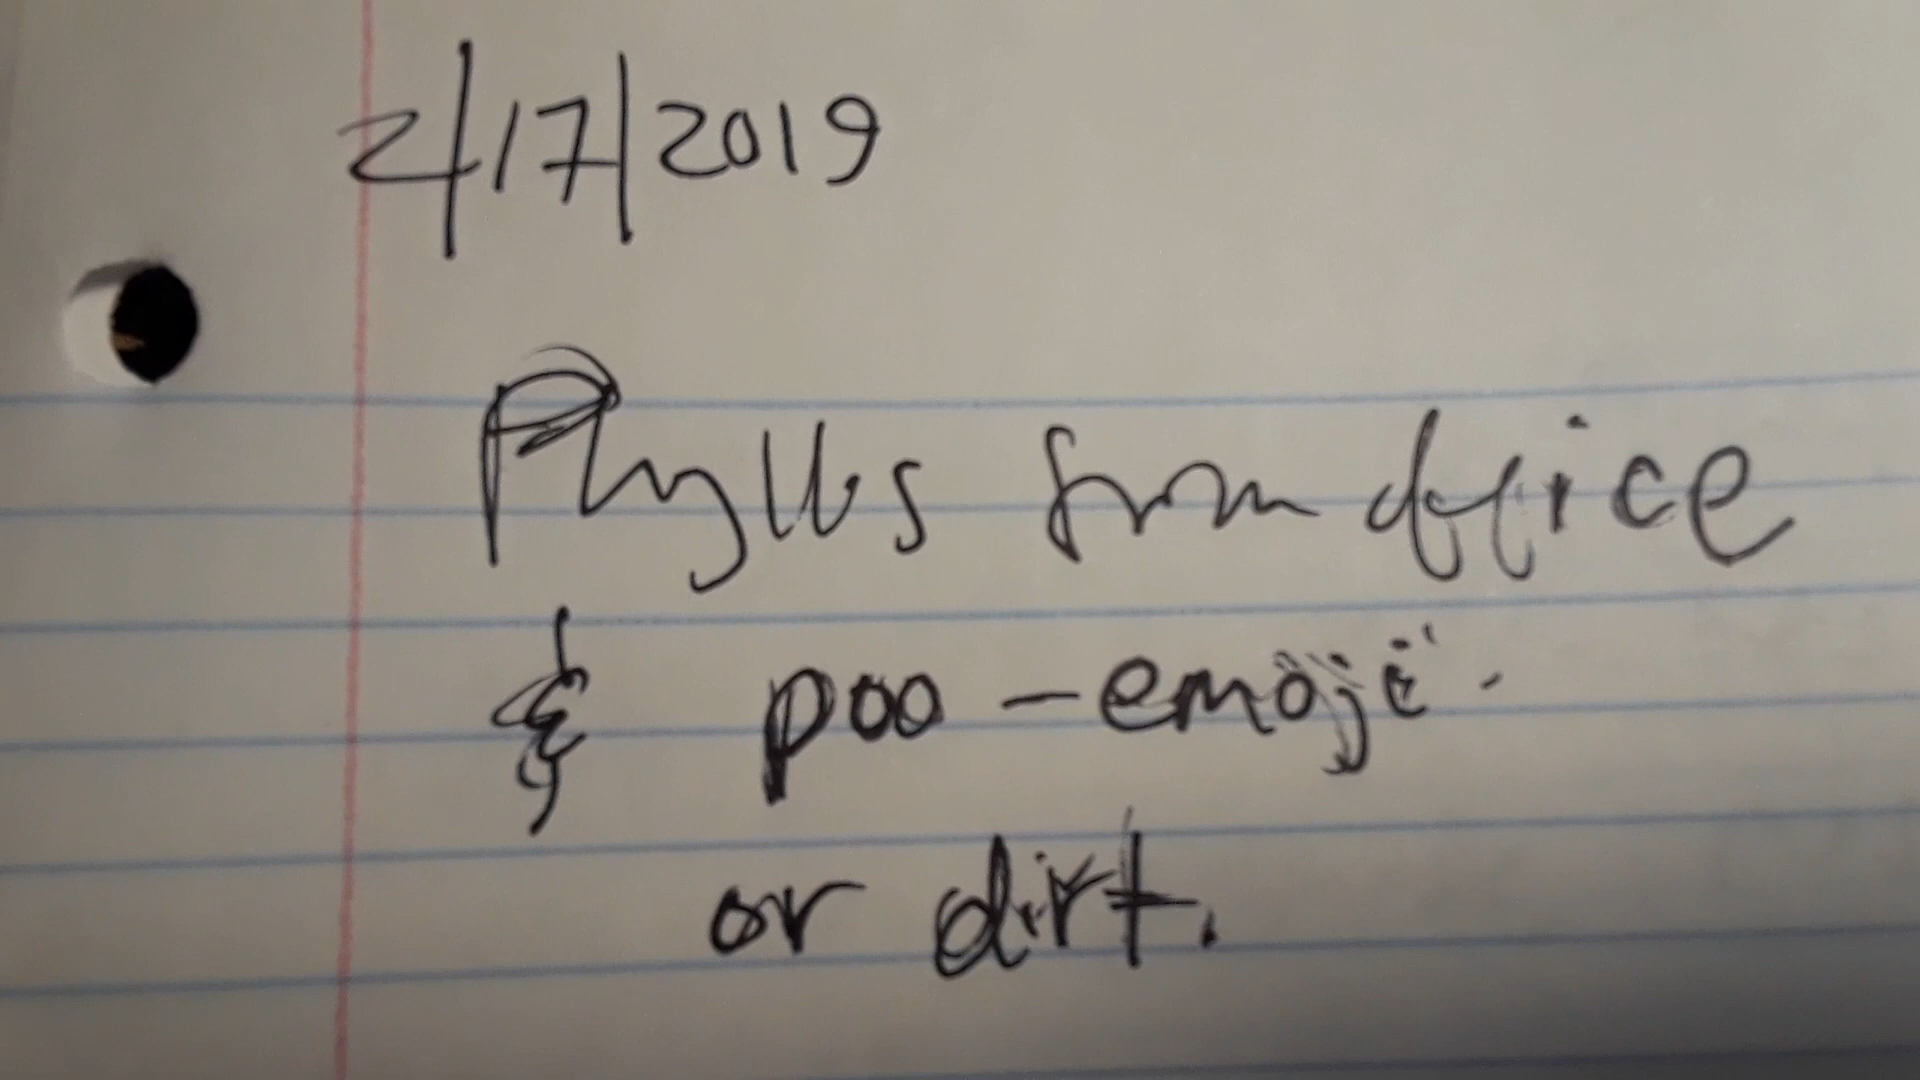 2/17/2019
Phyllis from office
& poo - emoji.
or dirt.